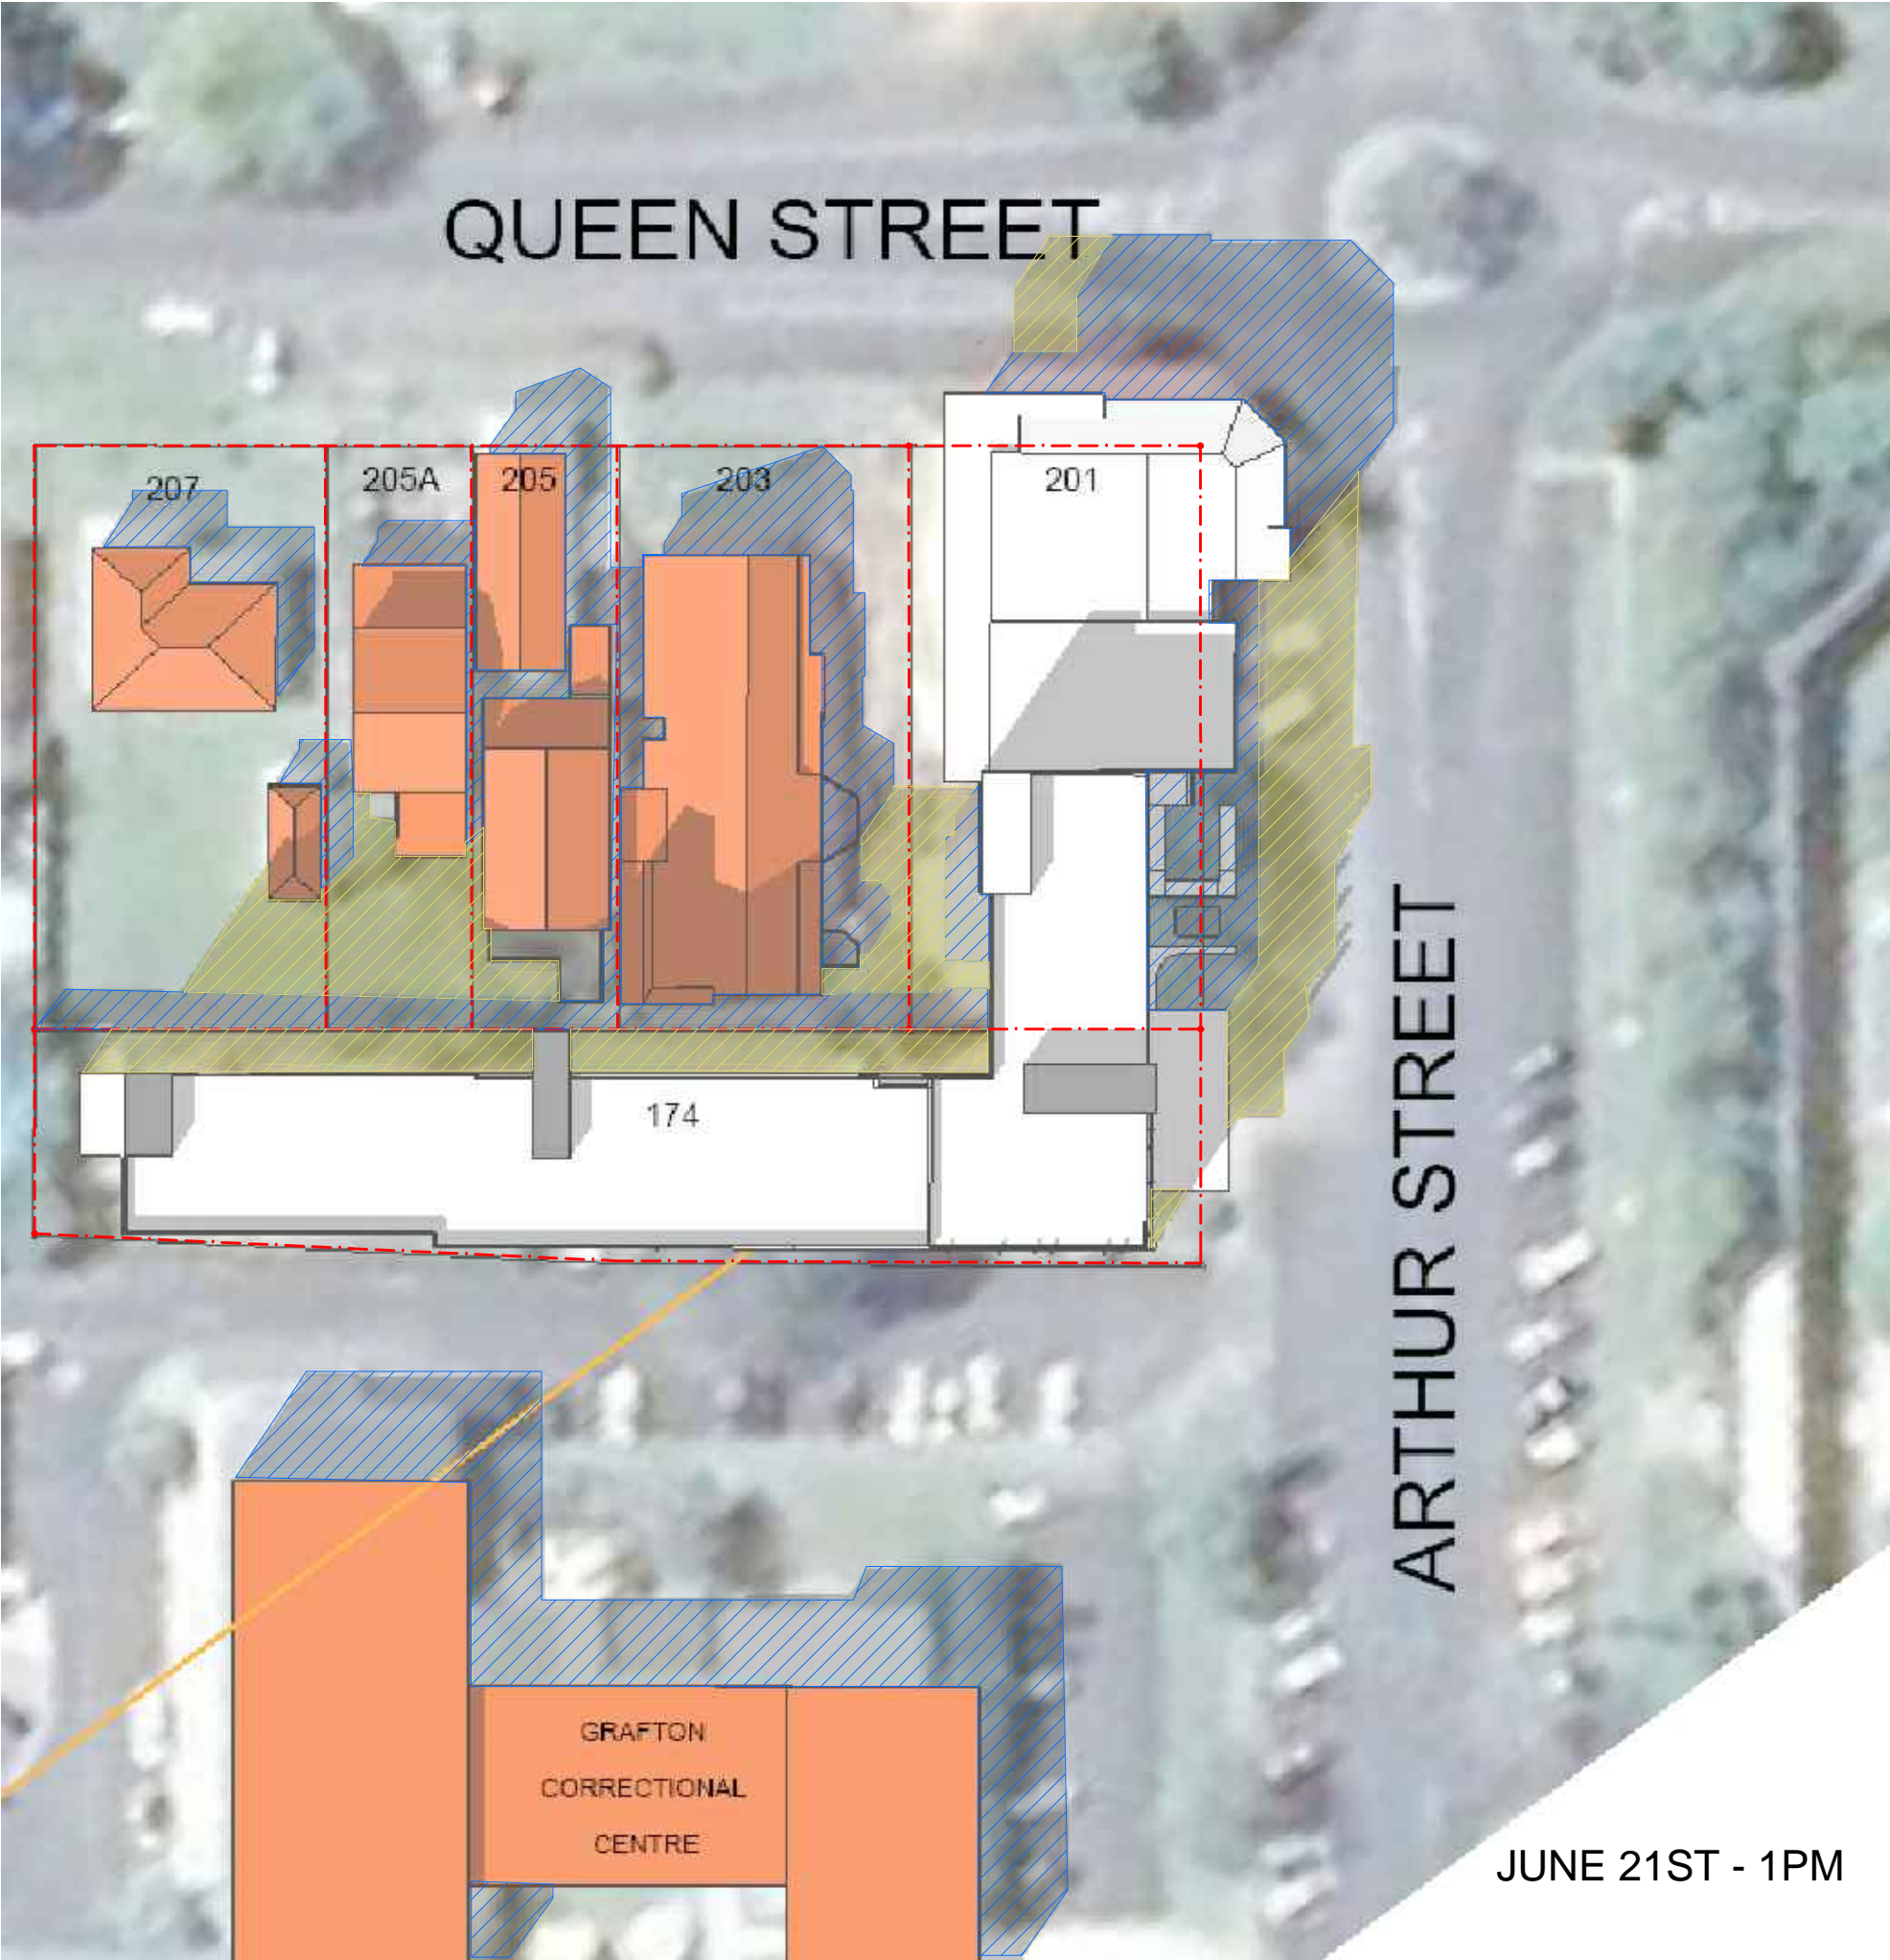 QUEEN STREET
207
205A
205
203
201
174
ARTHUR STREET
GRAFTON
CORRECTIONAL
CENTRE
JUNE 21ST - 1PM